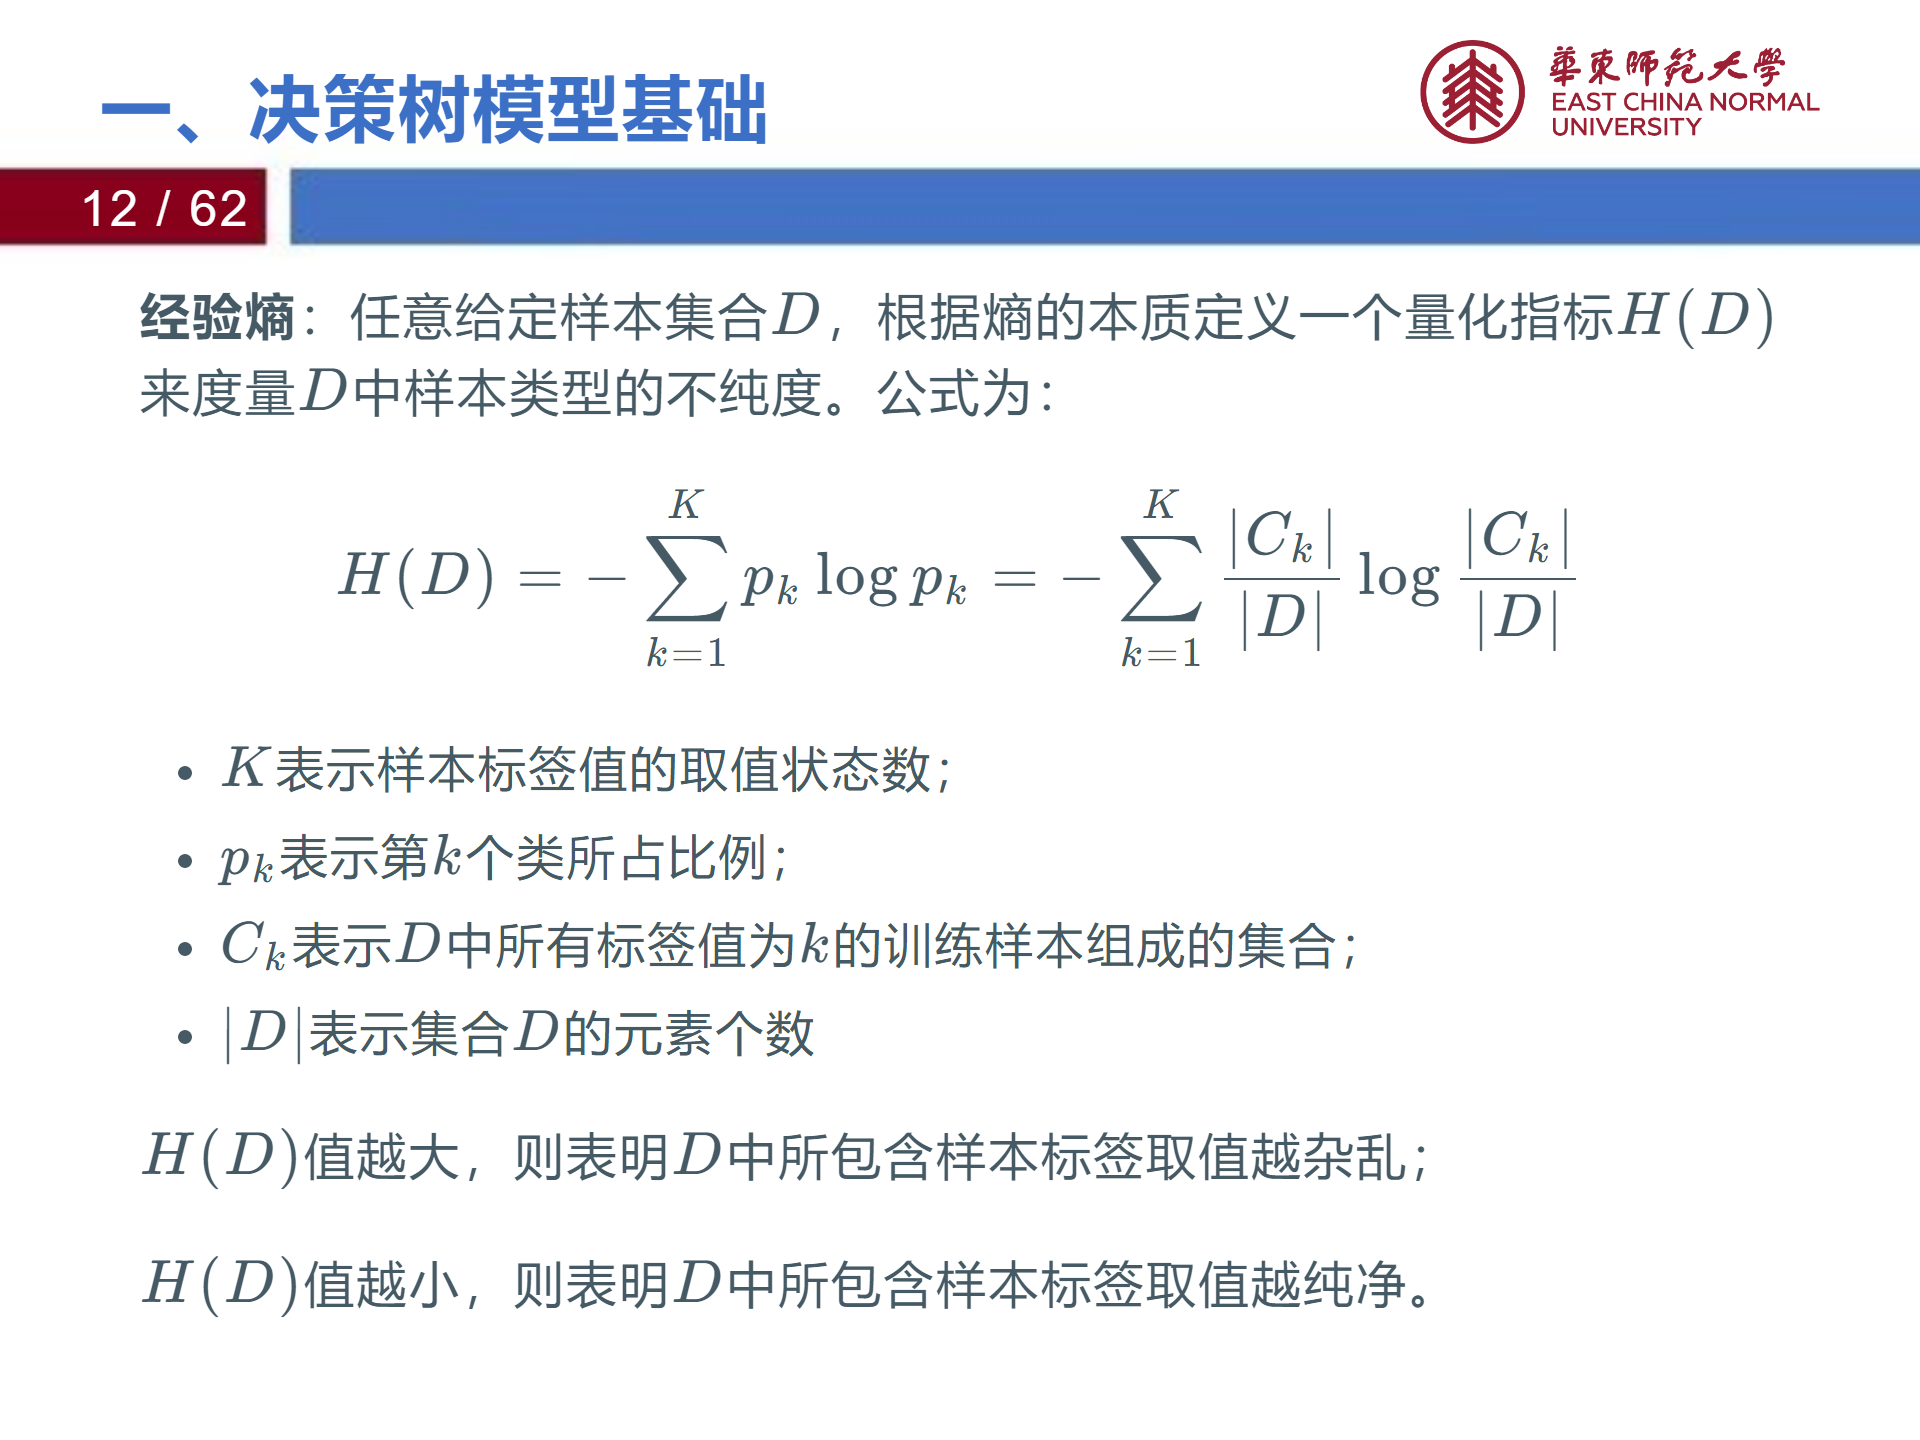 一、决策树模型基础
華東師範大學
EAST CHINA NORMAL
UNIVERSITY
12 / 62
经验熵：任意给定样本集合D，根据熵的本质定义一个量化指标H(D)
来度量D中样本类型的不纯度。公式为：
H(D) = −∑_{k=1}^{K} p_k log p_k = −∑_{k=1}^{K} |C_k|/|D| log |C_k|/|D|
• K表示样本标签值的取值状态数；
• p_k表示第k个类所占比例；
• C_k表示D中所有标签值为k的训练样本组成的集合；
• |D|表示集合D的元素个数
H(D)值越大，则表明D中所包含样本标签取值越杂乱；
H(D)值越小，则表明D中所包含样本标签取值越纯净。